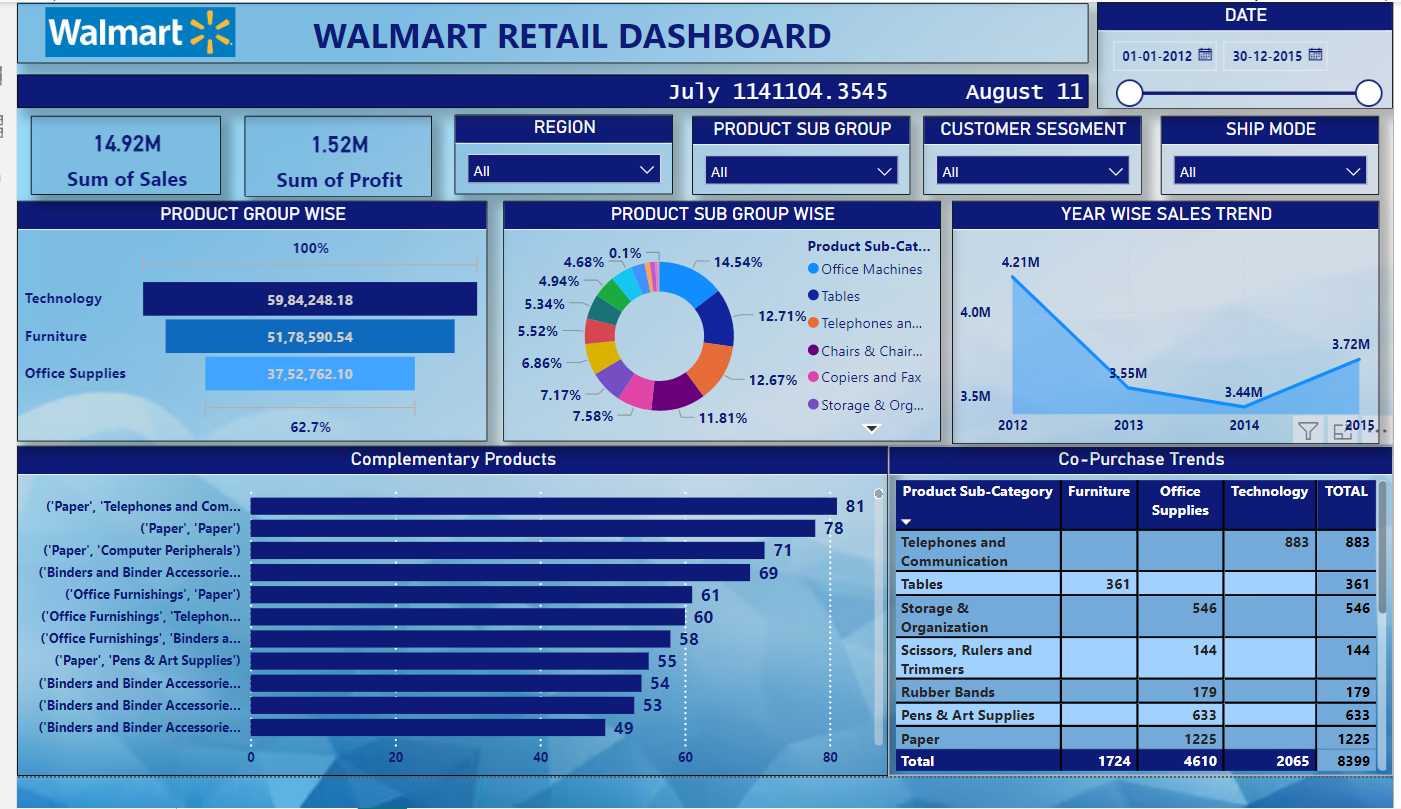 Walmart
WALMART RETAIL DASHBOARD
DATE
01-01-2012
30-12-2015
July 1141104.3545
August 11
14.92M
Sum of Sales
1.52M
Sum of Profit
REGION
All
PRODUCT SUB GROUP
All
CUSTOMER SESGMENT
All
SHIP MODE
All
PRODUCT GROUP WISE
100%
Technology
59,84,248.18
Furniture
51,78,590.54
Office Supplies
37,52,762.10
62.7%
PRODUCT SUB GROUP WISE
0.1%
14.54%
12.71%
12.67%
11.81%
7.58%
7.17%
6.86%
5.52%
5.34%
4.94%
4.68%
Product Sub-Cat...
Office Machines
Tables
Telephones an...
Chairs & Chair...
Copiers and Fax
Storage & Org...
YEAR WISE SALES TREND
4.0M
3.5M
4.21M
3.55M
3.44M
3.72M
2012
2013
2014
2015
Complementary Products
('Paper', 'Telephones and Com...
81
('Paper', 'Paper')
78
('Paper', 'Computer Peripherals')
71
('Binders and Binder Accessorie...
69
('Office Furnishings', 'Paper')
61
('Office Furnishings', 'Telephon...
60
('Office Furnishings', 'Binders a...
58
('Paper', 'Pens & Art Supplies')
55
('Binders and Binder Accessorie...
54
('Binders and Binder Accessorie...
53
('Binders and Binder Accessorie...
49
0 20 40 60 80
Co-Purchase Trends
Product Sub-Category Furniture Office Supplies Technology TOTAL
Telephones and Communication 883 883
Tables 361 361
Storage & Organization 546 546
Scissors, Rulers and Trimmers 144 144
Rubber Bands 179 179
Pens & Art Supplies 633 633
Paper 1225 1225
Total 1724 4610 2065 8399